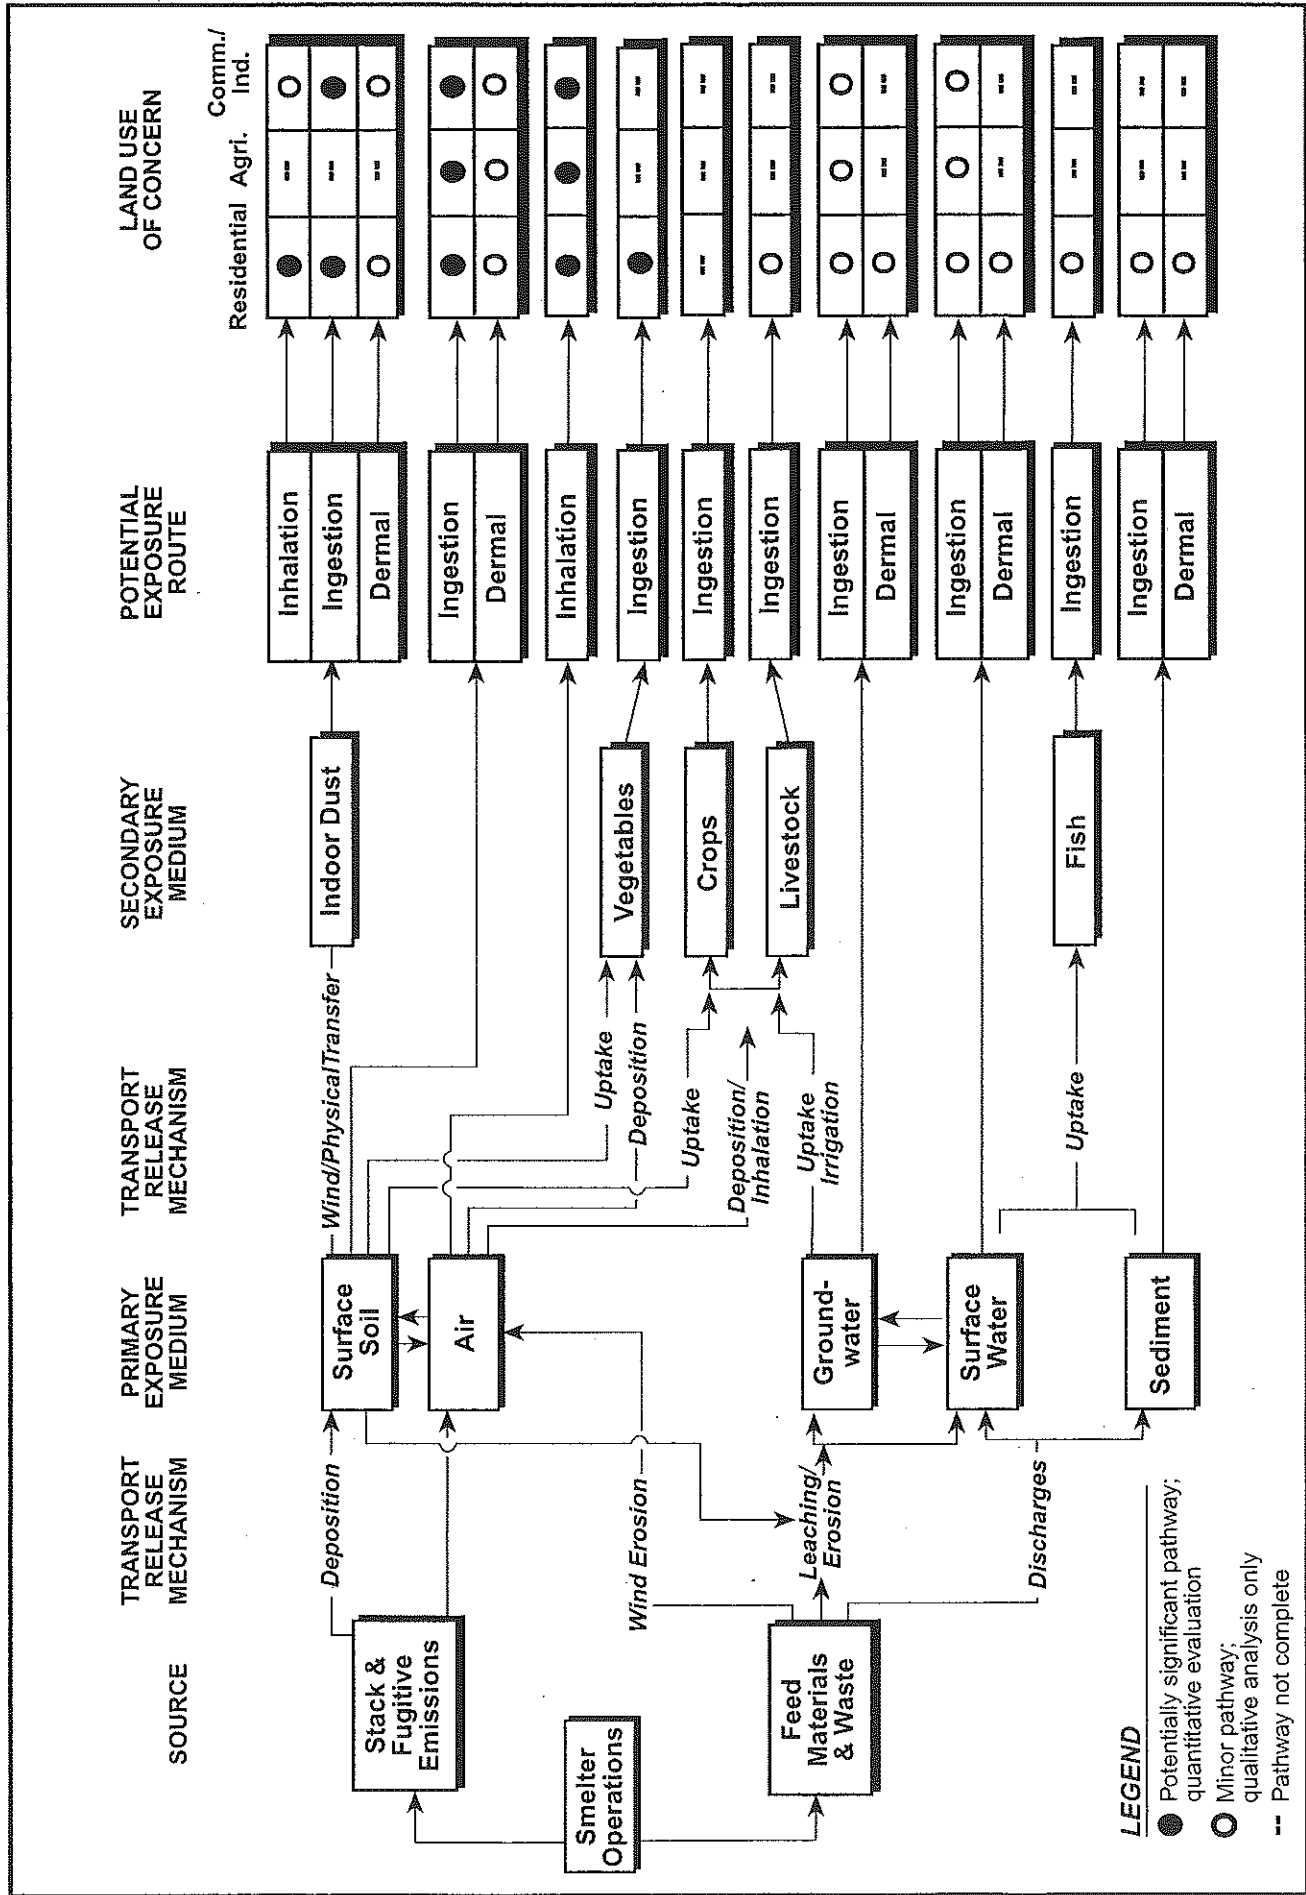 SOURCE
TRANSPORT
RELEASE
MECHANISM
PRIMARY
EXPOSURE
MEDIUM
TRANSPORT
RELEASE
MECHANISM
SECONDARY
EXPOSURE
MEDIUM
POTENTIAL
EXPOSURE
ROUTE
LAND USE
OF CONCERN
Residential Agri. Comm./
Ind.
Smelter
Operations
Stack &
Fugitive
Emissions
Feed
Materials
& Waste
Deposition
Wind Erosion
Leaching/
Erosion
Discharges
Surface
Soil
Air
Ground-
water
Surface
Water
Sediment
Wind/PhysicalTransfer
Uptake
Deposition
Uptake
Deposition/
Inhalation
Uptake
Irrigation
Uptake
Indoor Dust
Vegetables
Crops
Livestock
Fish
Inhalation
Ingestion
Dermal
Ingestion
Dermal
Inhalation
Ingestion
Ingestion
Ingestion
Ingestion
Dermal
Ingestion
Dermal
Ingestion
Ingestion
Dermal
LEGEND
Potentially significant pathway;
quantitative evaluation
Minor pathway;
qualitative analysis only
-- Pathway not complete